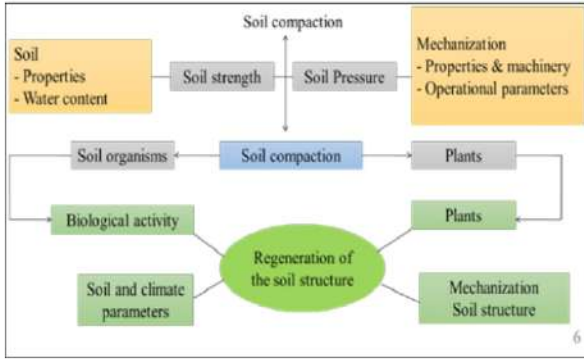 Soil compaction
Soil
- Properties
- Water content
Soil strength
Soil Pressure
Mechanization
- Properties & machinery
- Operational parameters
Soil organisms
Soil compaction
Plants
Biological activity
Plants
Regeneration of
the soil structure
Soil and climate
parameters
Mechanization
Soil structure
6